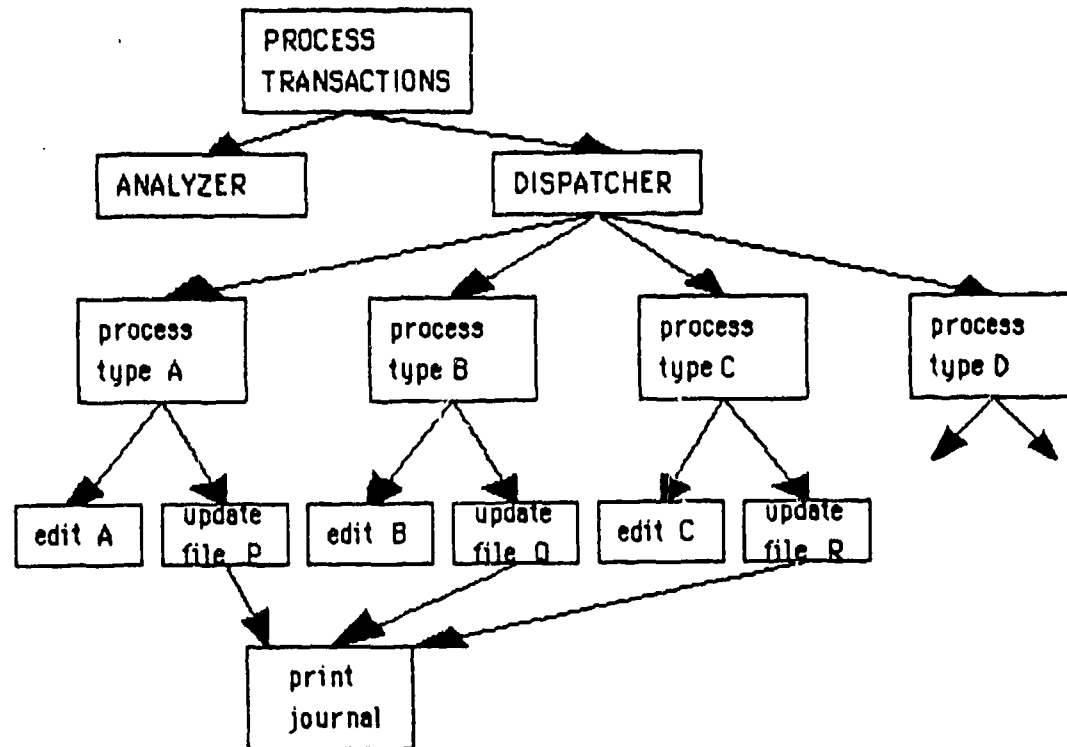 PROCESS
TRANSACTIONS
ANALYZER
DISPATCHER
process
type A
process
type B
process
type C
process
type D
edit A
update
file P
edit B
update
file Q
edit C
update
file R
print
journal